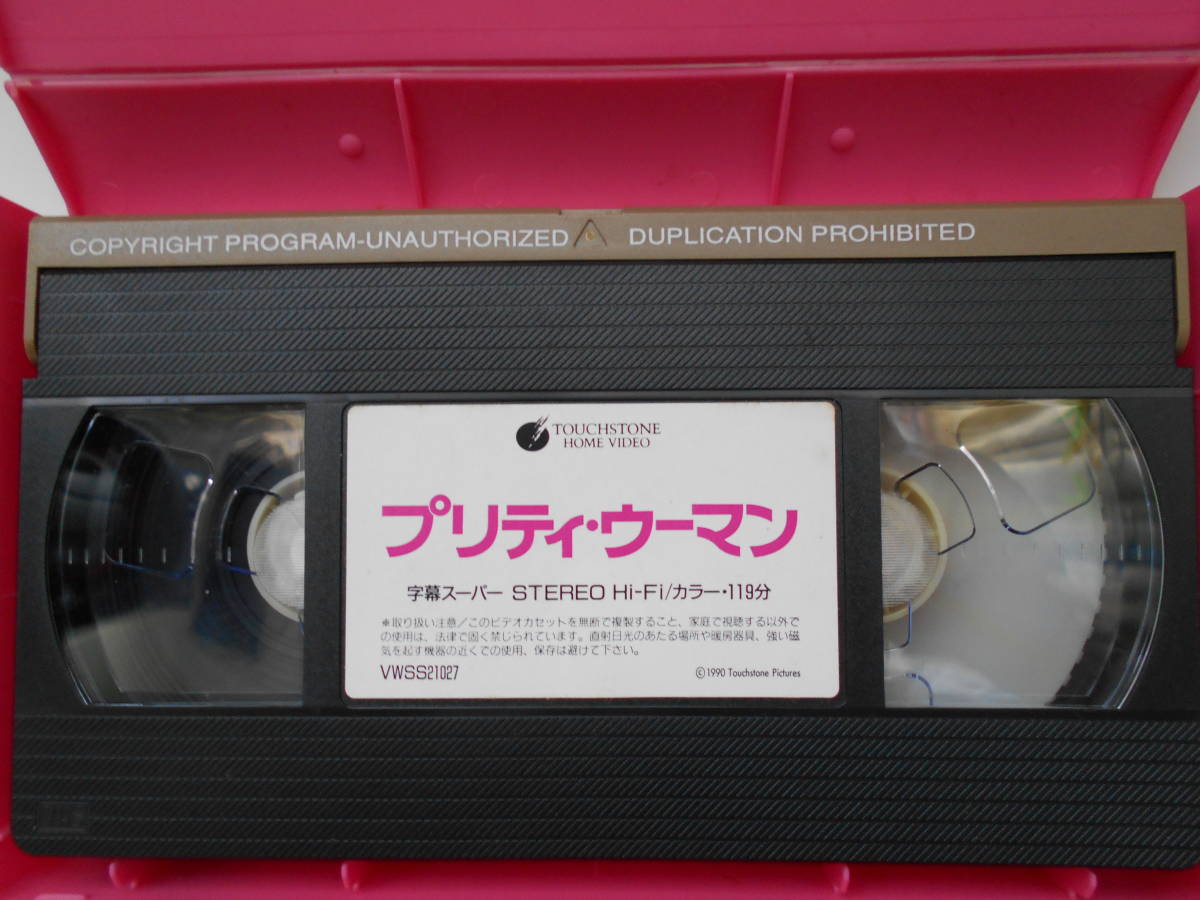 COPYRIGHT PROGRAM-UNAUTHORIZED DUPLICATION PROHIBITED
TOUCHSTONE
HOME VIDEO
プリティ・ウーマン
字幕スーパー STEREO Hi-Fi/カラー・119分
※取り扱い注意/このビデオカセットを無断で複製すること、家庭で視聴する以外で
の使用は、法律で固く禁じられています。直射日光のあたる場所や暖房器具、強い磁
気を起す機器の近くでの使用、保存は避けて下さい。
VWSS21027
©1990 Touchstone Pictures